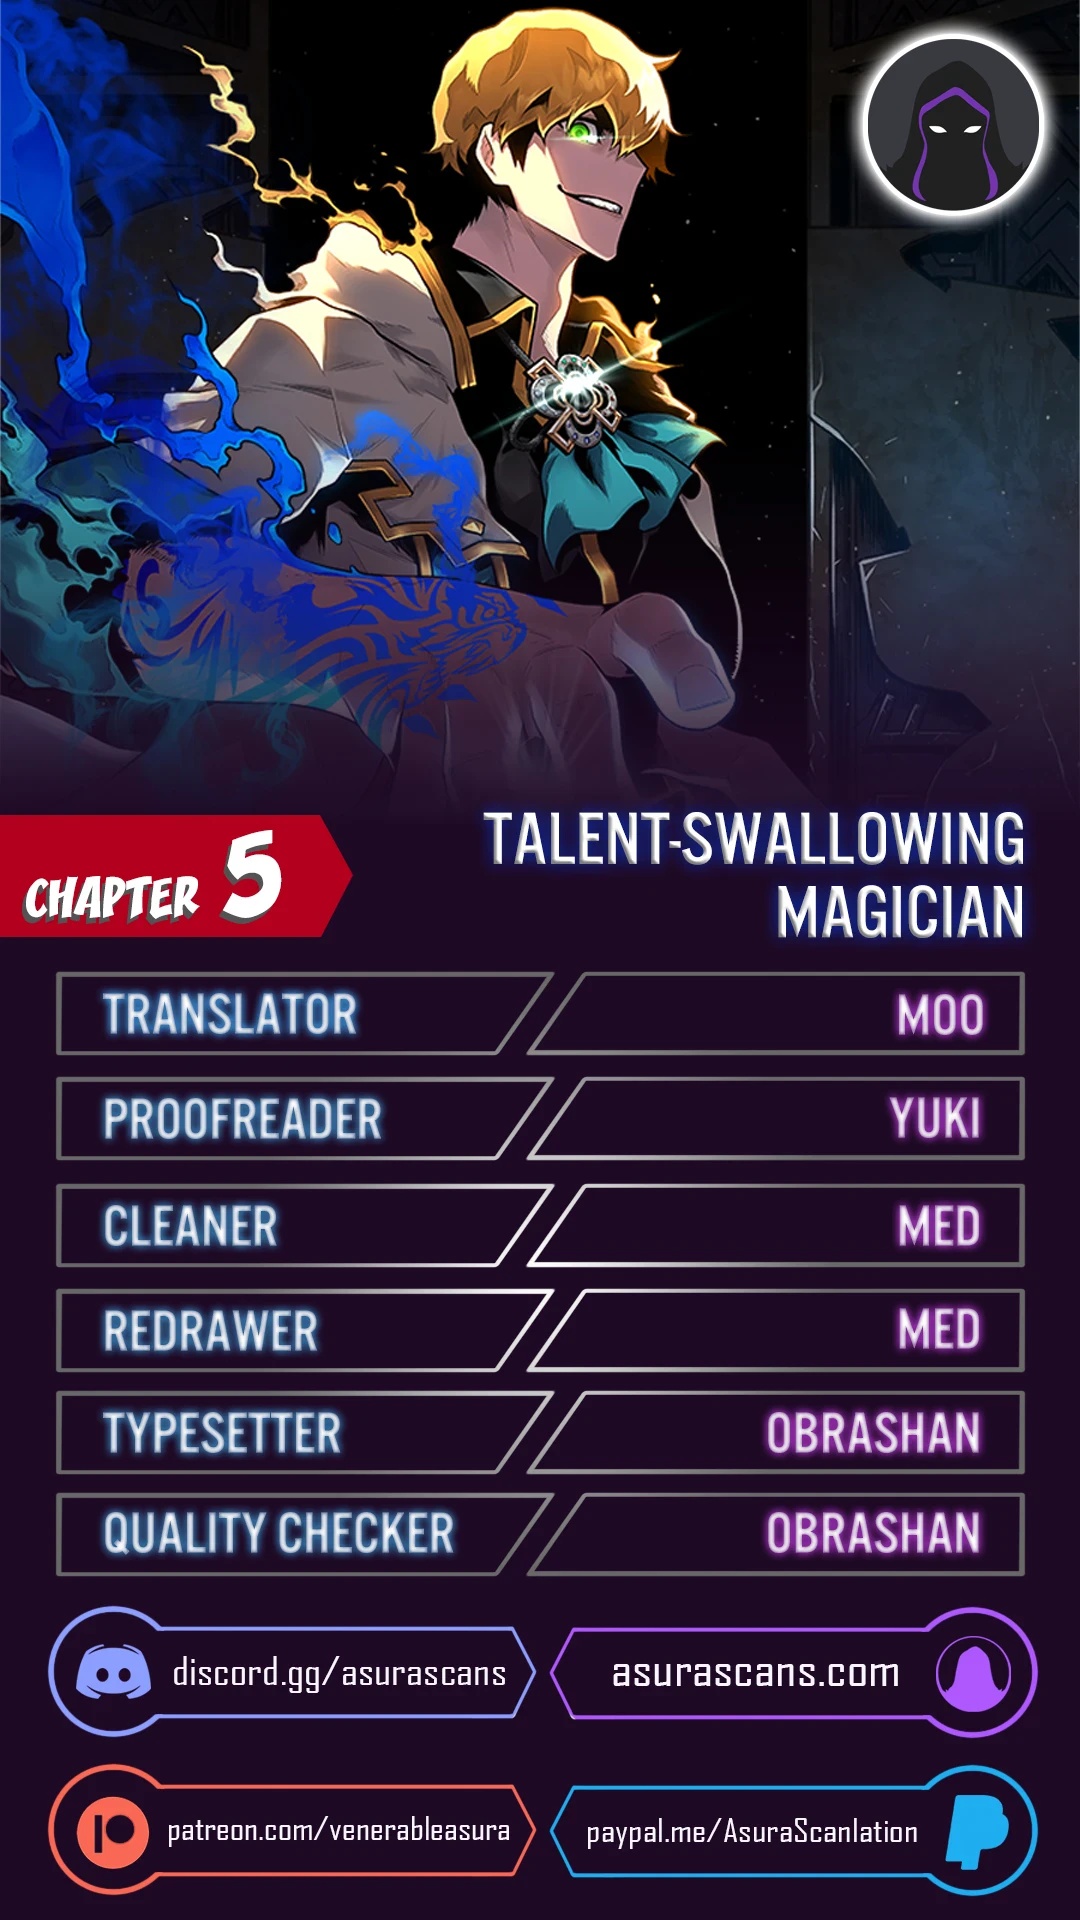 CHAPTER 5
TALENT-SWALLOWING
MAGICIAN
TRANSLATOR MOO
PROOFREADER YUKI
CLEANER MED
REDRAWER MED
TYPESETTER OBRASHAN
QUALITY CHECKER OBRASHAN
discord.gg/asurascans
asurascans.com
patreon.com/venerableasura
paypal.me/AsuraScanlation